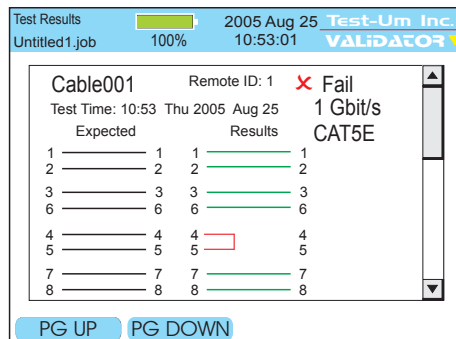 Test Results 2005 Aug 25 Test-Um Inc.
Untitled1.job 100% 10:53:01 VALiDATOR
Cable001 Remote ID: 1 ✗ Fail
Test Time: 10:53 Thu 2005 Aug 25 1 Gbit/s
Expected Results CAT5E
1 1 1 1
2 2 2 2
3 3 3 3
6 6 6 6
4 4 4 4
5 5 5 5
7 7 7 7
8 8 8 8
PG UP PG DOWN